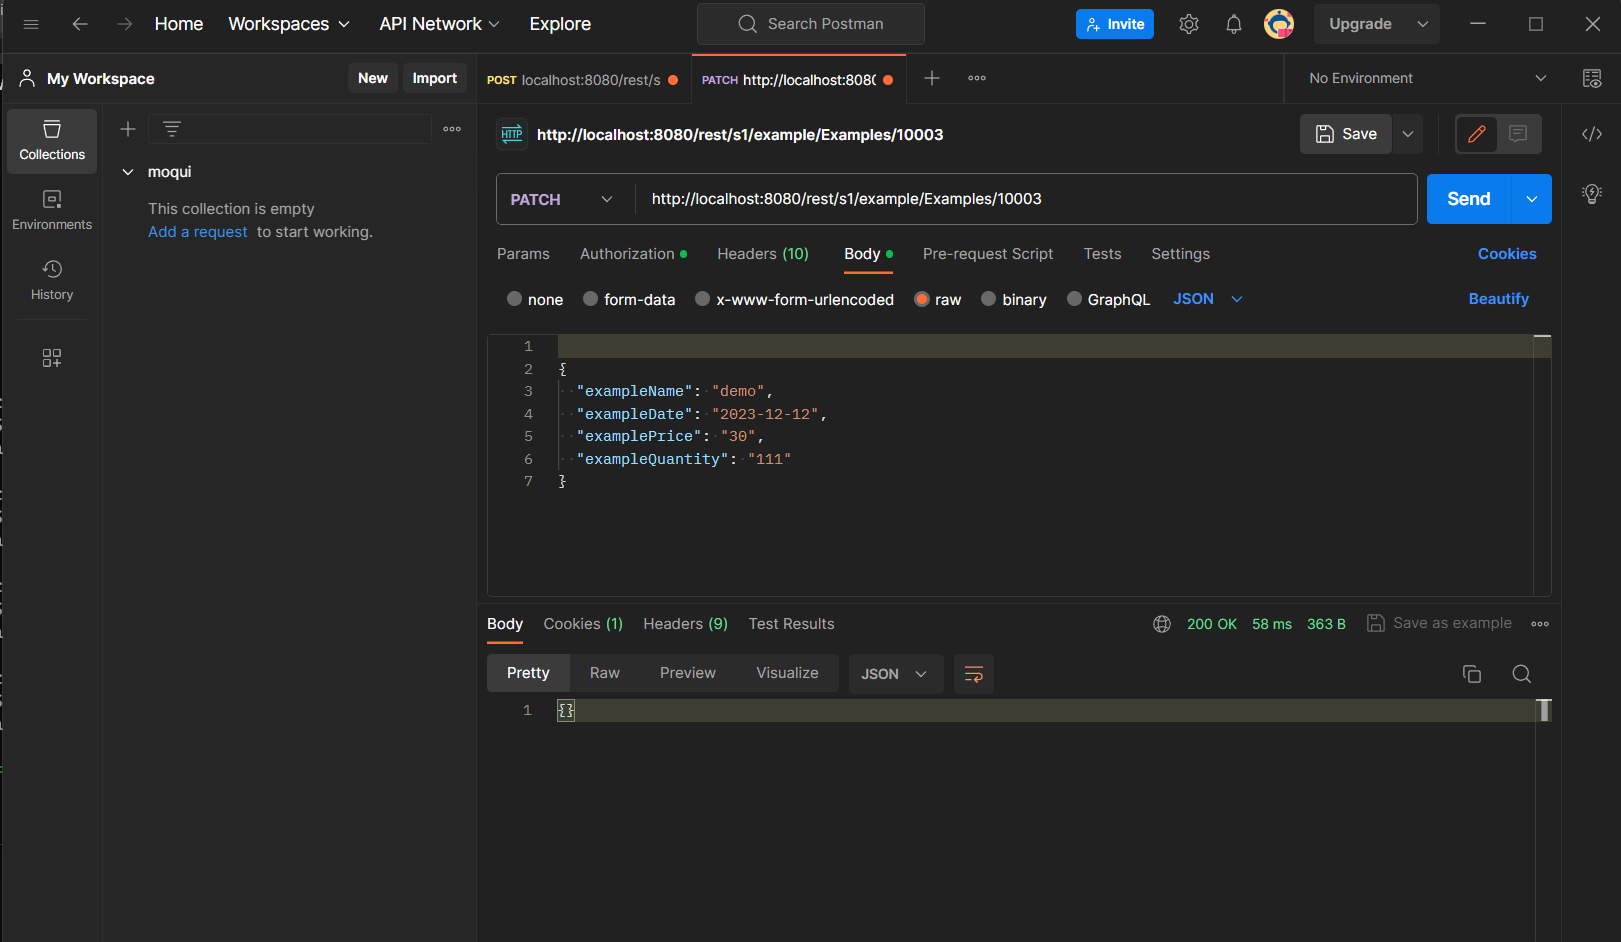 Home Workspaces API Network Explore Search Postman Invite Upgrade
My Workspace New Import POST localhost:8080/rest/s PATCH http://localhost:8080 No Environment
Collections
Environments
History
moqui
This collection is empty
Add a request to start working.
HTTP http://localhost:8080/rest/s1/example/Examples/10003 Save
PATCH http://localhost:8080/rest/s1/example/Examples/10003 Send
Params Authorization Headers (10) Body Pre-request Script Tests Settings Cookies
none form-data x-www-form-urlencoded raw binary GraphQL JSON Beautify
1
2 {
3 "exampleName": "demo",
4 "exampleDate": "2023-12-12",
5 "examplePrice": "30",
6 "exampleQuantity": "111"
7 }
Body Cookies (1) Headers (9) Test Results 200 OK 58 ms 363 B Save as example
Pretty Raw Preview Visualize JSON
1 {}